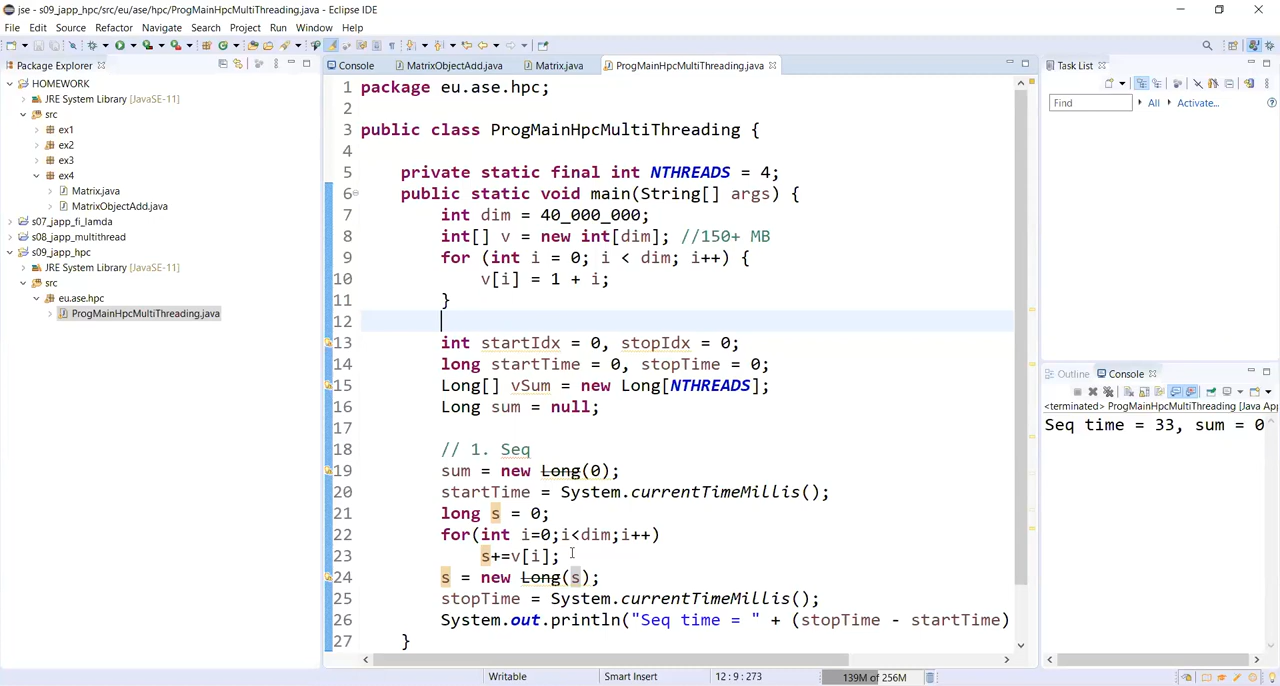 jse - s09_japp_hpc/src/eu/ase/hpc/ProgMainHpcMultiThreading.java - Eclipse IDE
File Edit Source Refactor Navigate Search Project Run Window Help
Package Explorer
HOMEWORK
JRE System Library [JavaSE-11]
src
ex1
ex2
ex3
ex4
Matrix.java
MatrixObjectAdd.java
s07_japp_fi_lamda
s08_japp_multithread
s09_japp_hpc
JRE System Library [JavaSE-11]
src
eu.ase.hpc
ProgMainHpcMultiThreading.java
Console MatrixObjectAdd.java Matrix.java ProgMainHpcMultiThreading.java
1 package eu.ase.hpc;
2
3 public class ProgMainHpcMultiThreading {
4
5 private static final int NTHREADS = 4;
6 public static void main(String[] args) {
7 int dim = 40_000_000;
8 int[] v = new int[dim]; //150+ MB
9 for (int i = 0; i < dim; i++) {
10 v[i] = 1 + i;
11 }
12
13 int startIdx = 0, stopIdx = 0;
14 long startTime = 0, stopTime = 0;
15 Long[] vSum = new Long[NTHREADS];
16 Long sum = null;
17
18 // 1. Seq
19 sum = new Long(0);
20 startTime = System.currentTimeMillis();
21 long s = 0;
22 for(int i=0;i<dim;i++)
23 s+=v[i];
24 s = new Long(s);
25 stopTime = System.currentTimeMillis();
26 System.out.println("Seq time = " + (stopTime - startTime)
27 }
Task List
Find All Activate...
Outline Console
<terminated> ProgMainHpcMultiThreading [Java App
Seq time = 33, sum = 0
Writable Smart Insert 12 : 9 : 273 139M of 256M